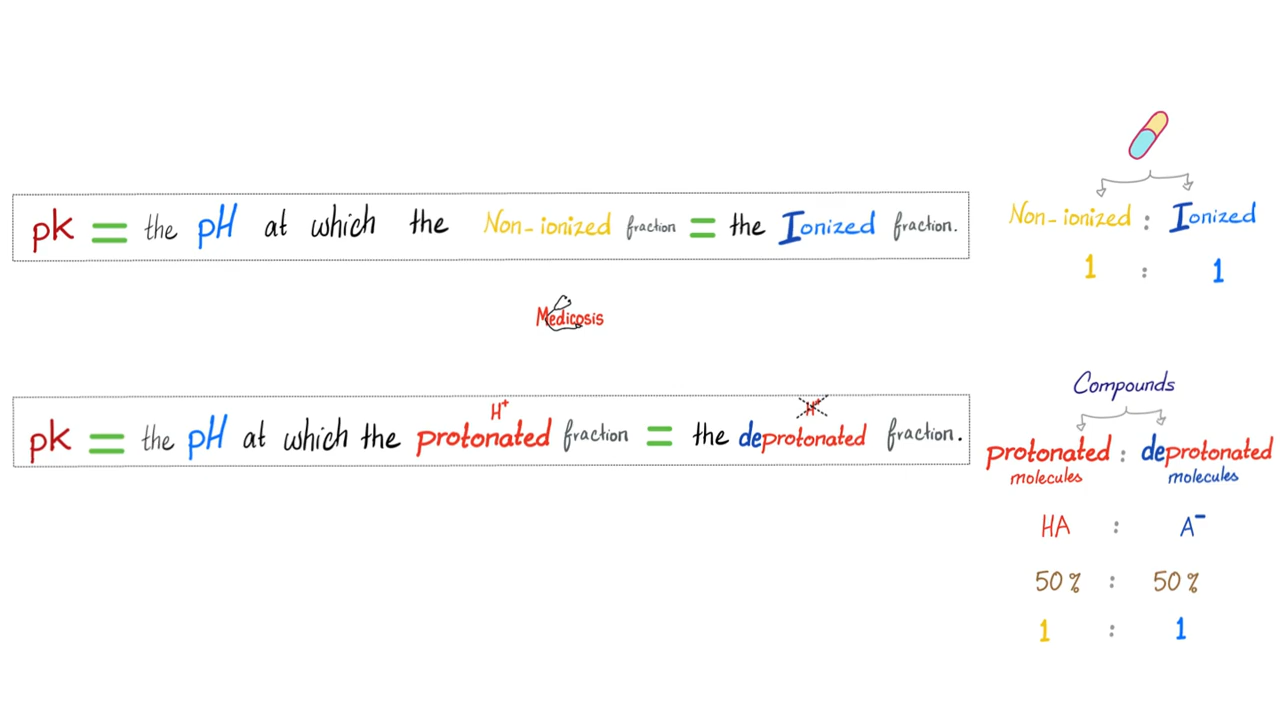 pk = the pH at which the Non-ionized fraction = the Ionized fraction.
Non-ionized : Ionized
1 : 1
Medicosis
Compounds
H⁺ H⁺
pk = the pH at which the protonated fraction = the deprotonated fraction.
protonated : deprotonated
molecules molecules
HA : A⁻
50% : 50%
1 : 1